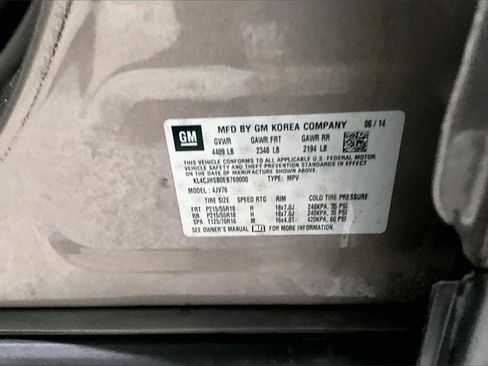 GM
MFD BY GM KOREA COMPANY 06/14
GVWR GAWR FRT GAWR RR
4409 LB 2348 LB 2194 LB
THIS VEHICLE CONFORMS TO ALL APPLICABLE U.S. FEDERAL MOTOR
VEHICLE SAFETY AND THEFT PREVENTION STANDARDS IN EFFECT
ON THE DATE OF MANUFACTURE SHOWN ABOVE.
KL4CJHSB0EB769000 TYPE: MPV
MODEL: 4JV76
TIRE SIZE SPEED RTG RIM COLD TIRE PRESSURE
FRT P215/55R18 H 18x7.0J 240KPA, 35 PSI
RR P215/55R18 H 18x7.0J 240KPA, 35 PSI
SPA T125/70R16 M 16x4.0T 420KPA, 60 PSI
SEE OWNER'S MANUAL FOR MORE INFORMATION.